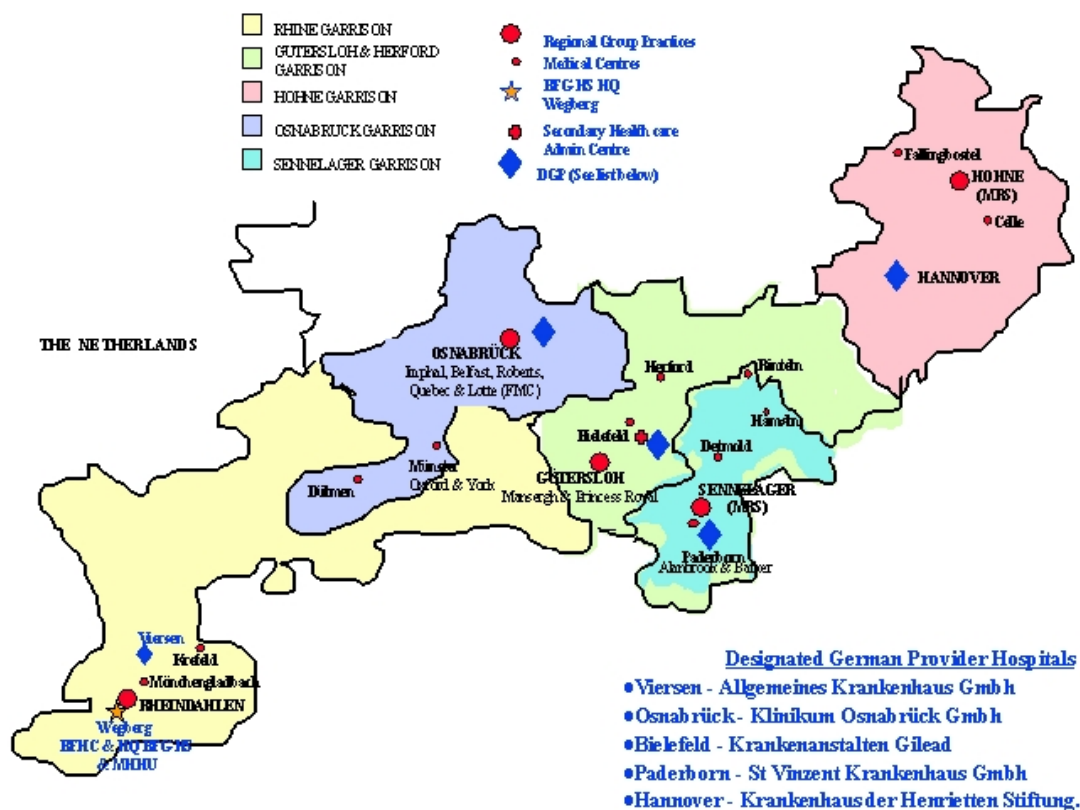 RHINE GARRISON
GUTERSLOH & HERFORD
GARRISON
HOHNE GARRISON
OSNABRUCK GARRISON
SENNELAGER GARRISON
Regional Group Practices
Medical Centres
BFG HS HQ
Wegberg
Secondary Health care
Admin Centre
DGP (See list below)
Fallingbostel
HOHNE
(MRS)
Celle
HANNOVER
THE NETHERLANDS
OSNABRÜCK
Imphal, Belfast, Roberts,
Quebec & Lotte (FMC)
Herford
Rinteln
Hameln
Bielefeld
Detmold
Münster
Oxford & York
Dülmen
GÜTERSLOH
Mansergh & Princess Royal
SENNELAGER
(MRS)
Paderborn
Alanbrook & Barker
Viersen
Krefeld
Mönchengladbach
RHEINDAHLEN
Wegberg
BFHC & HQ BFG HS
& MHHU
Designated German Provider Hospitals
•Viersen - Allgemeines Krankenhaus Gmbh
•Osnabrück - Klinikum Osnabrück Gmbh
•Bielefeld - Krankenanstalten Gilead
•Paderborn - St Vinzent Krankenhaus Gmbh
•Hannover - Krankenhaus der Henrietten Stiftung.